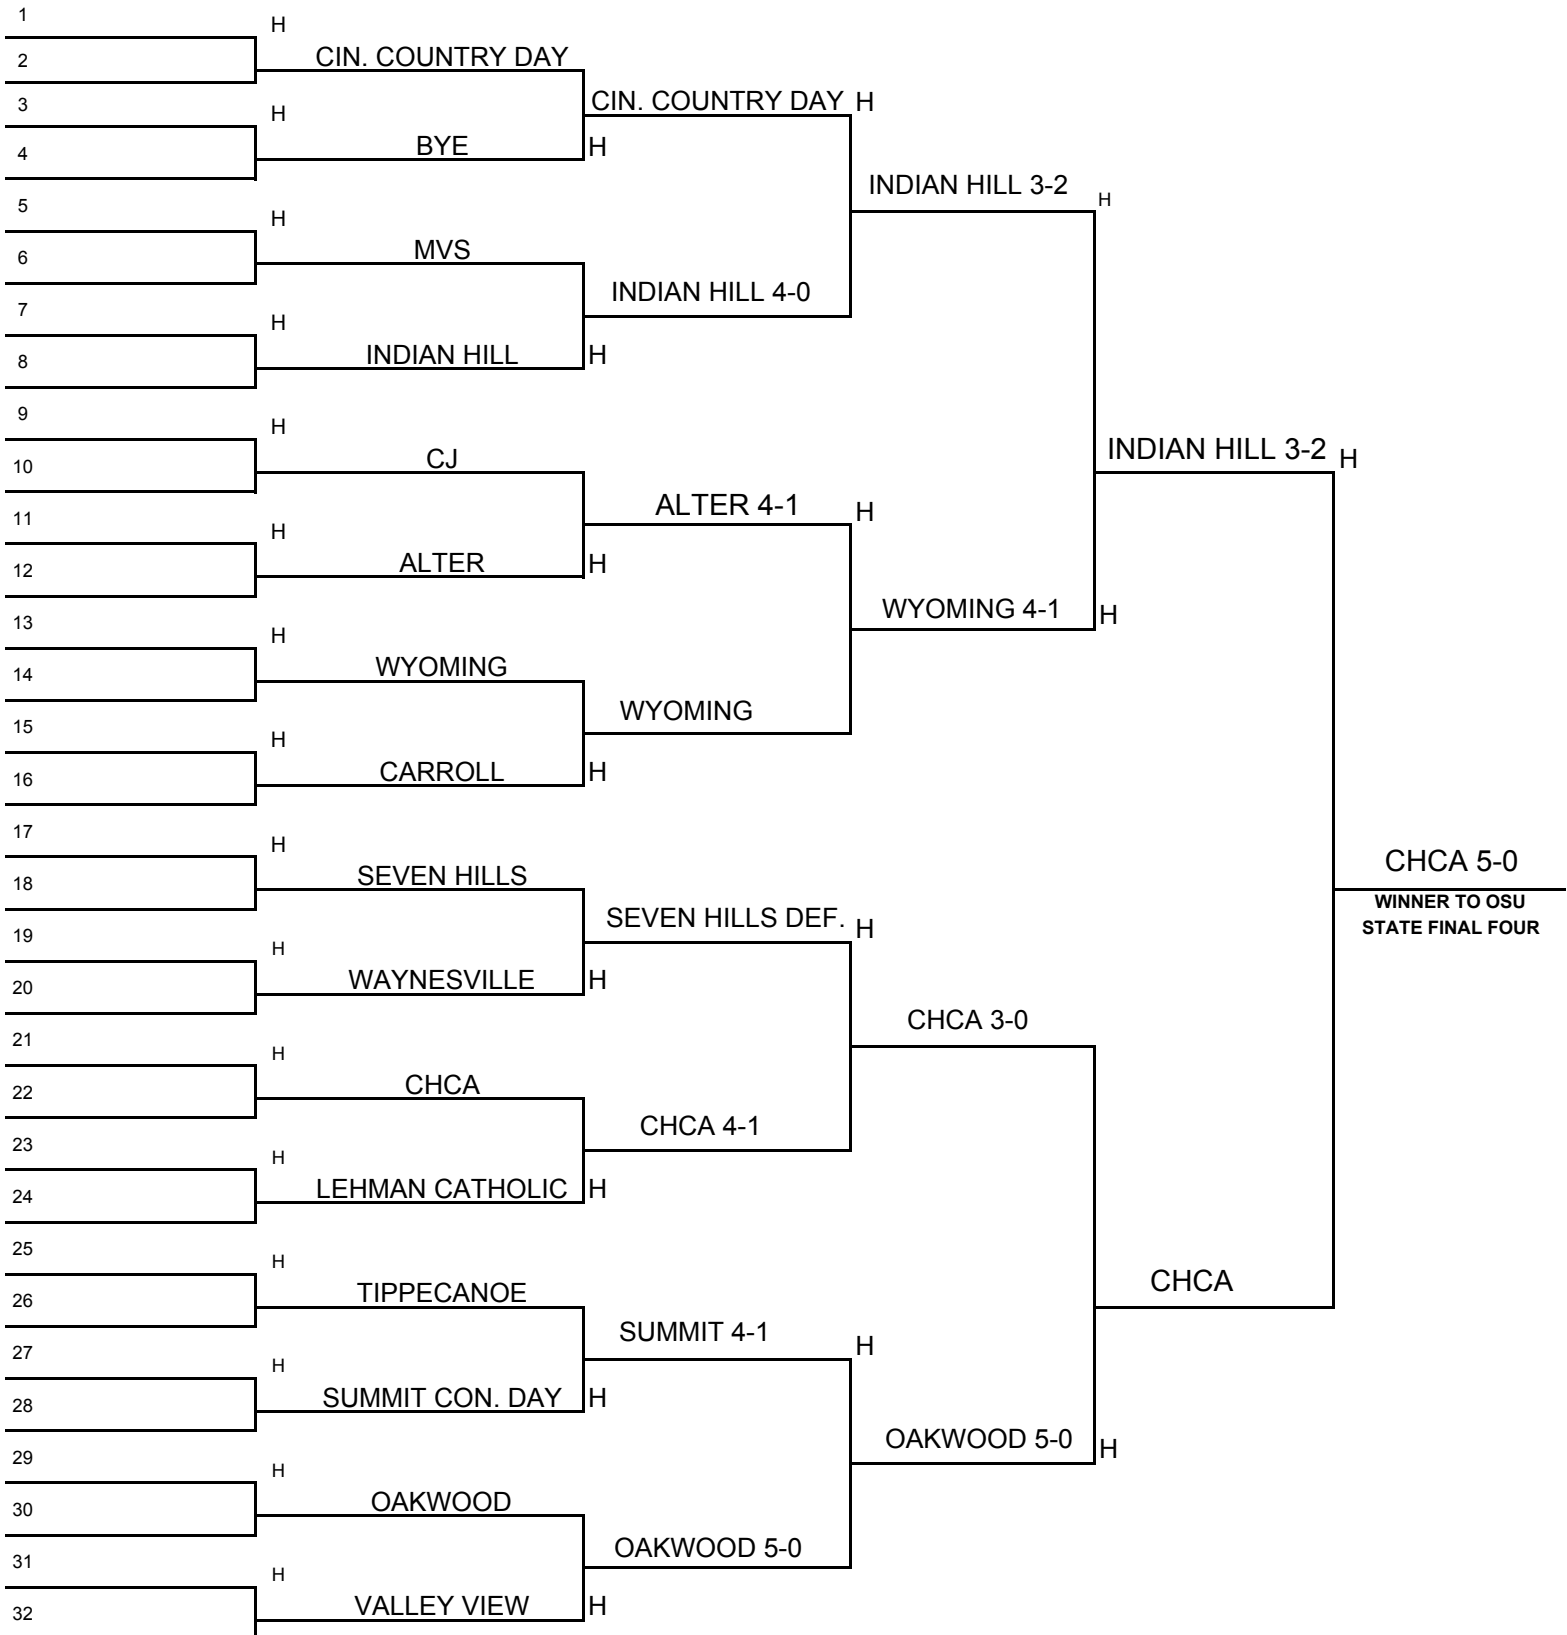 1
H
2
CIN. COUNTRY DAY
3
CIN. COUNTRY DAY H
H
4
BYE
H
INDIAN HILL 3-2
H
5
H
6
MVS
7
INDIAN HILL 4-0
H
8
INDIAN HILL
H
9
H
10
CJ
INDIAN HILL 3-2 H
11
ALTER 4-1
H
H
12
ALTER
H
13
WYOMING 4-1
H
H
14
WYOMING
15
WYOMING
H
16
CARROLL
H
17
H
18
SEVEN HILLS
CHCA 5-0
WINNER TO OSU
STATE FINAL FOUR
19
SEVEN HILLS DEF. H
H
20
WAYNESVILLE
H
21
CHCA 3-0
H
22
CHCA
23
CHCA 4-1
H
24
LEHMAN CATHOLIC
H
25
H
26
TIPPECANOE
CHCA
27
SUMMIT 4-1
H
H
28
SUMMIT CON. DAY
H
29
OAKWOOD 5-0
H
H
30
OAKWOOD
31
OAKWOOD 5-0
H
32
VALLEY VIEW
H